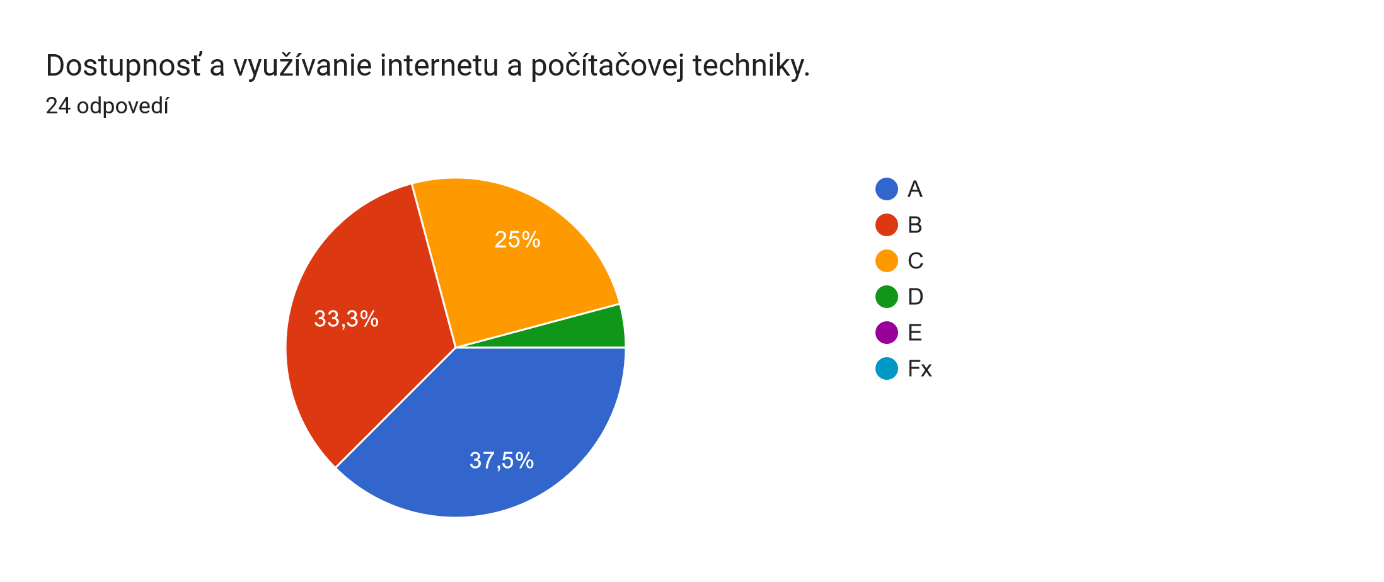 Dostupnosť a využívanie internetu a počítačovej techniky.
24 odpovedí
25%
33,3%
37,5%
A
B
C
D
E
Fx